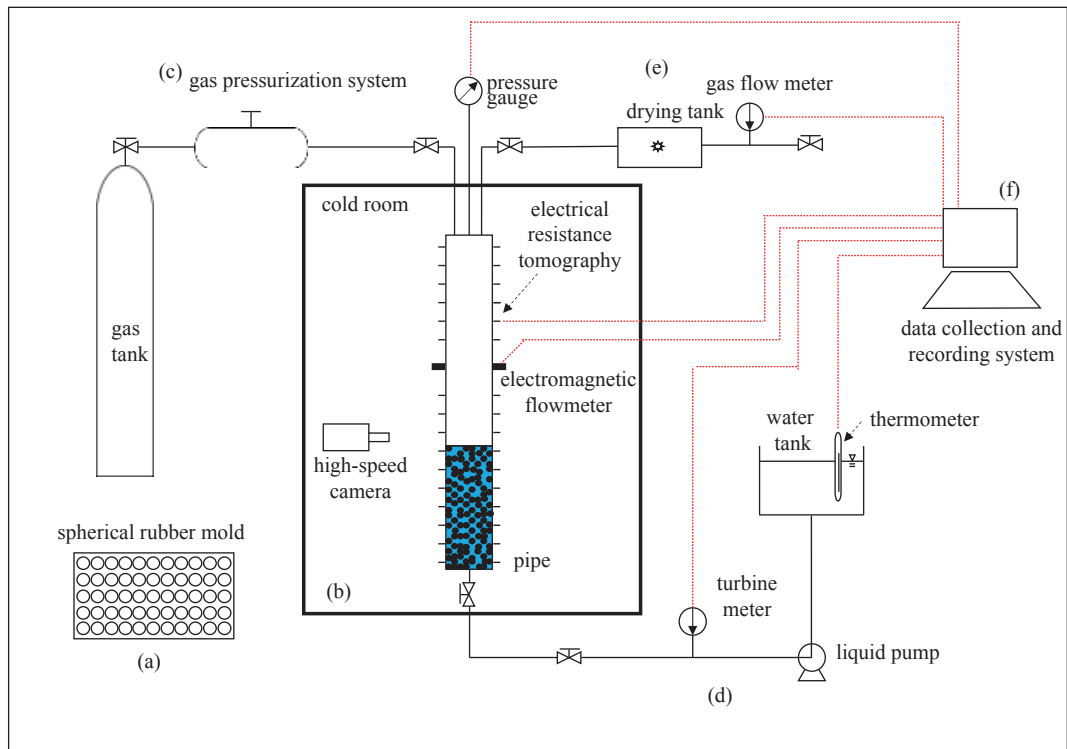 (c)
gas pressurization system
pressure
gauge
(e)
gas flow meter
drying tank
(f)
cold room
electrical
resistance
tomography
gas
tank
data collection and
recording system
electromagnetic
flowmeter
water
tank
thermometer
high-speed
camera
spherical rubber mold
pipe
(b)
turbine
meter
(a)
liquid pump
(d)